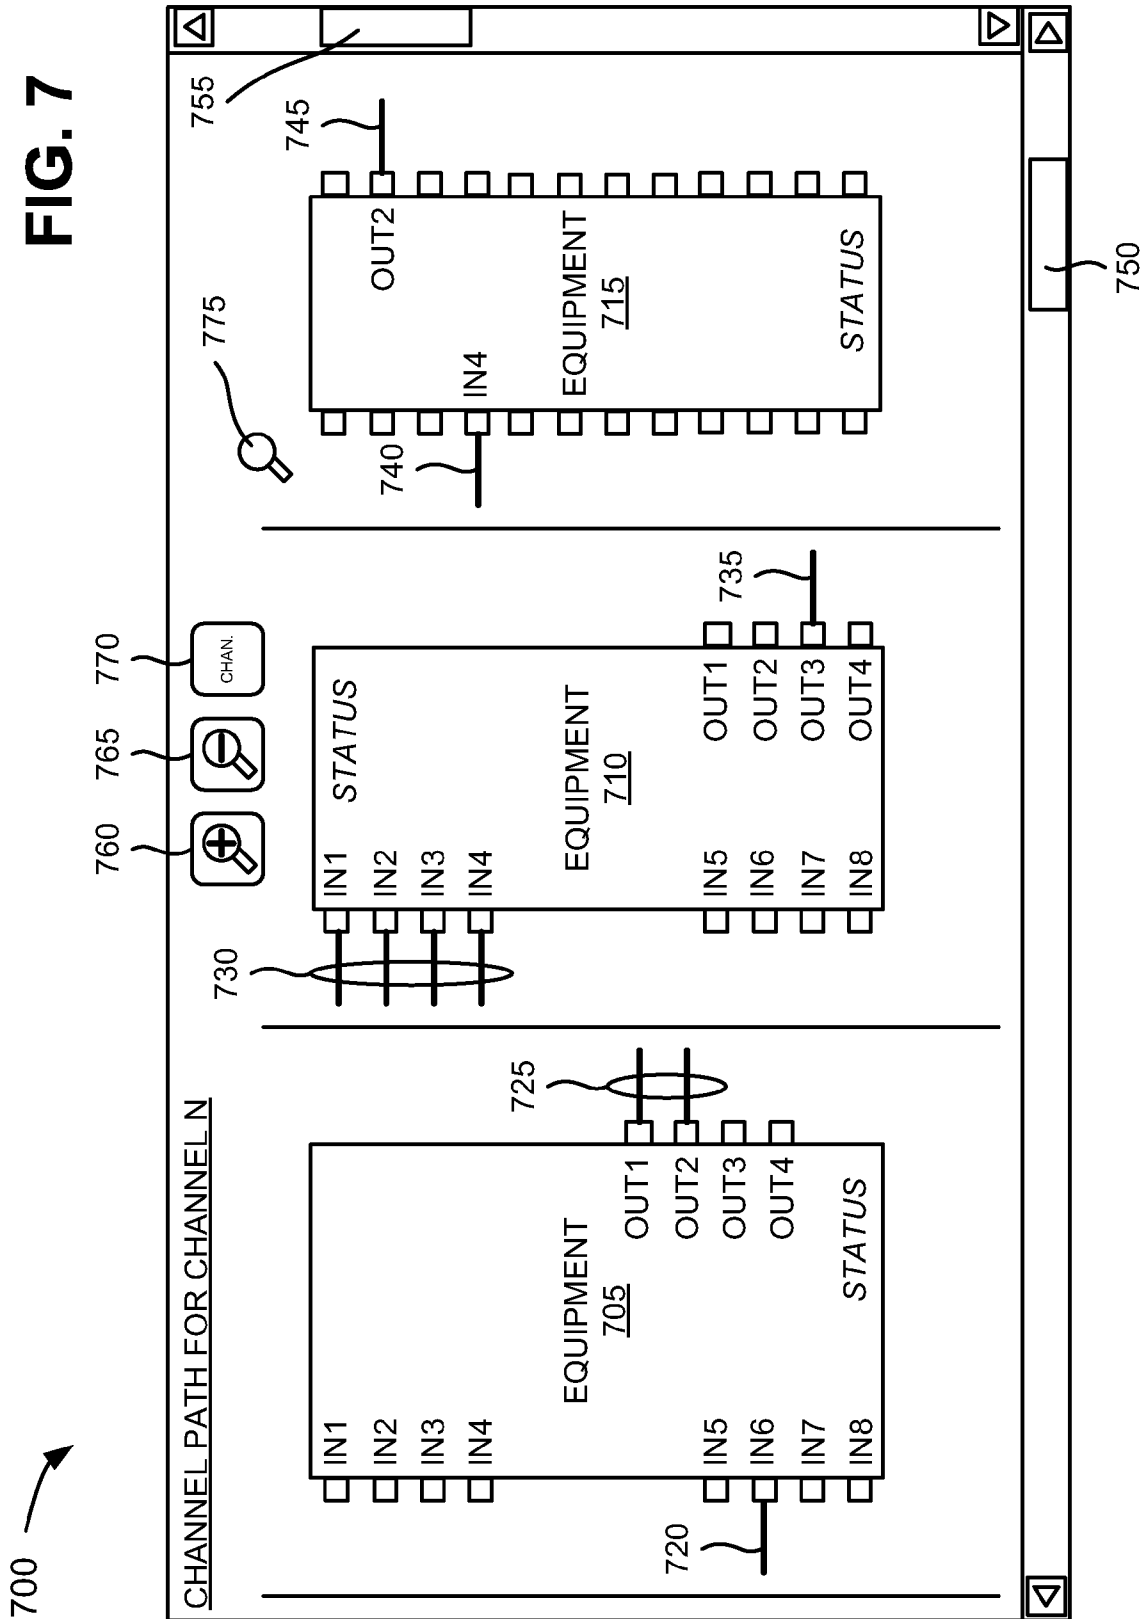 FIG. 7
700
CHANNEL PATH FOR CHANNEL N
760
765
770
CHAN.
775
755
IN1
IN2
IN3
IN4
EQUIPMENT
705
IN5
IN6
IN7
IN8
OUT1
OUT2
OUT3
OUT4
STATUS
720
725
730
IN1
IN2
IN3
IN4
STATUS
EQUIPMENT
710
IN5
IN6
IN7
IN8
OUT1
OUT2
OUT3
OUT4
735
740
IN4
OUT2
745
EQUIPMENT
715
STATUS
750